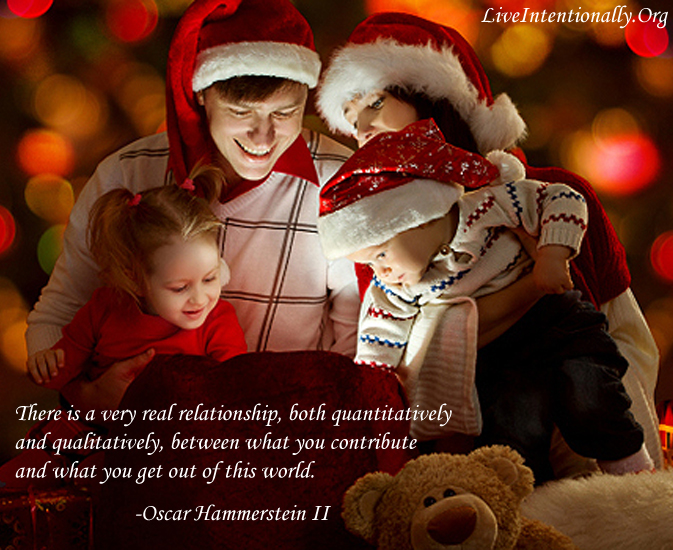 LiveIntentionally.Org
There is a very real relationship, both quantitatively
and qualitatively, between what you contribute
and what you get out of this world.
-Oscar Hammerstein II